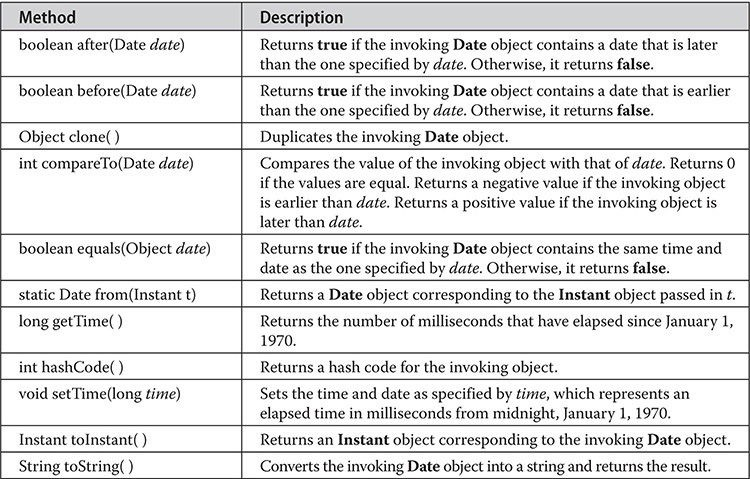 Method Description
boolean after(Date date) Returns true if the invoking Date object contains a date that is later
than the one specified by date. Otherwise, it returns false.
boolean before(Date date) Returns true if the invoking Date object contains a date that is earlier
than the one specified by date. Otherwise, it returns false.
Object clone( ) Duplicates the invoking Date object.
int compareTo(Date date) Compares the value of the invoking object with that of date. Returns 0
if the values are equal. Returns a negative value if the invoking object
is earlier than date. Returns a positive value if the invoking object is
later than date.
boolean equals(Object date) Returns true if the invoking Date object contains the same time and
date as the one specified by date. Otherwise, it returns false.
static Date from(Instant t) Returns a Date object corresponding to the Instant object passed in t.
long getTime( ) Returns the number of milliseconds that have elapsed since January 1,
1970.
int hashCode( ) Returns a hash code for the invoking object.
void setTime(long time) Sets the time and date as specified by time, which represents an
elapsed time in milliseconds from midnight, January 1, 1970.
Instant toInstant( ) Returns an Instant object corresponding to the invoking Date object.
String toString( ) Converts the invoking Date object into a string and returns the result.